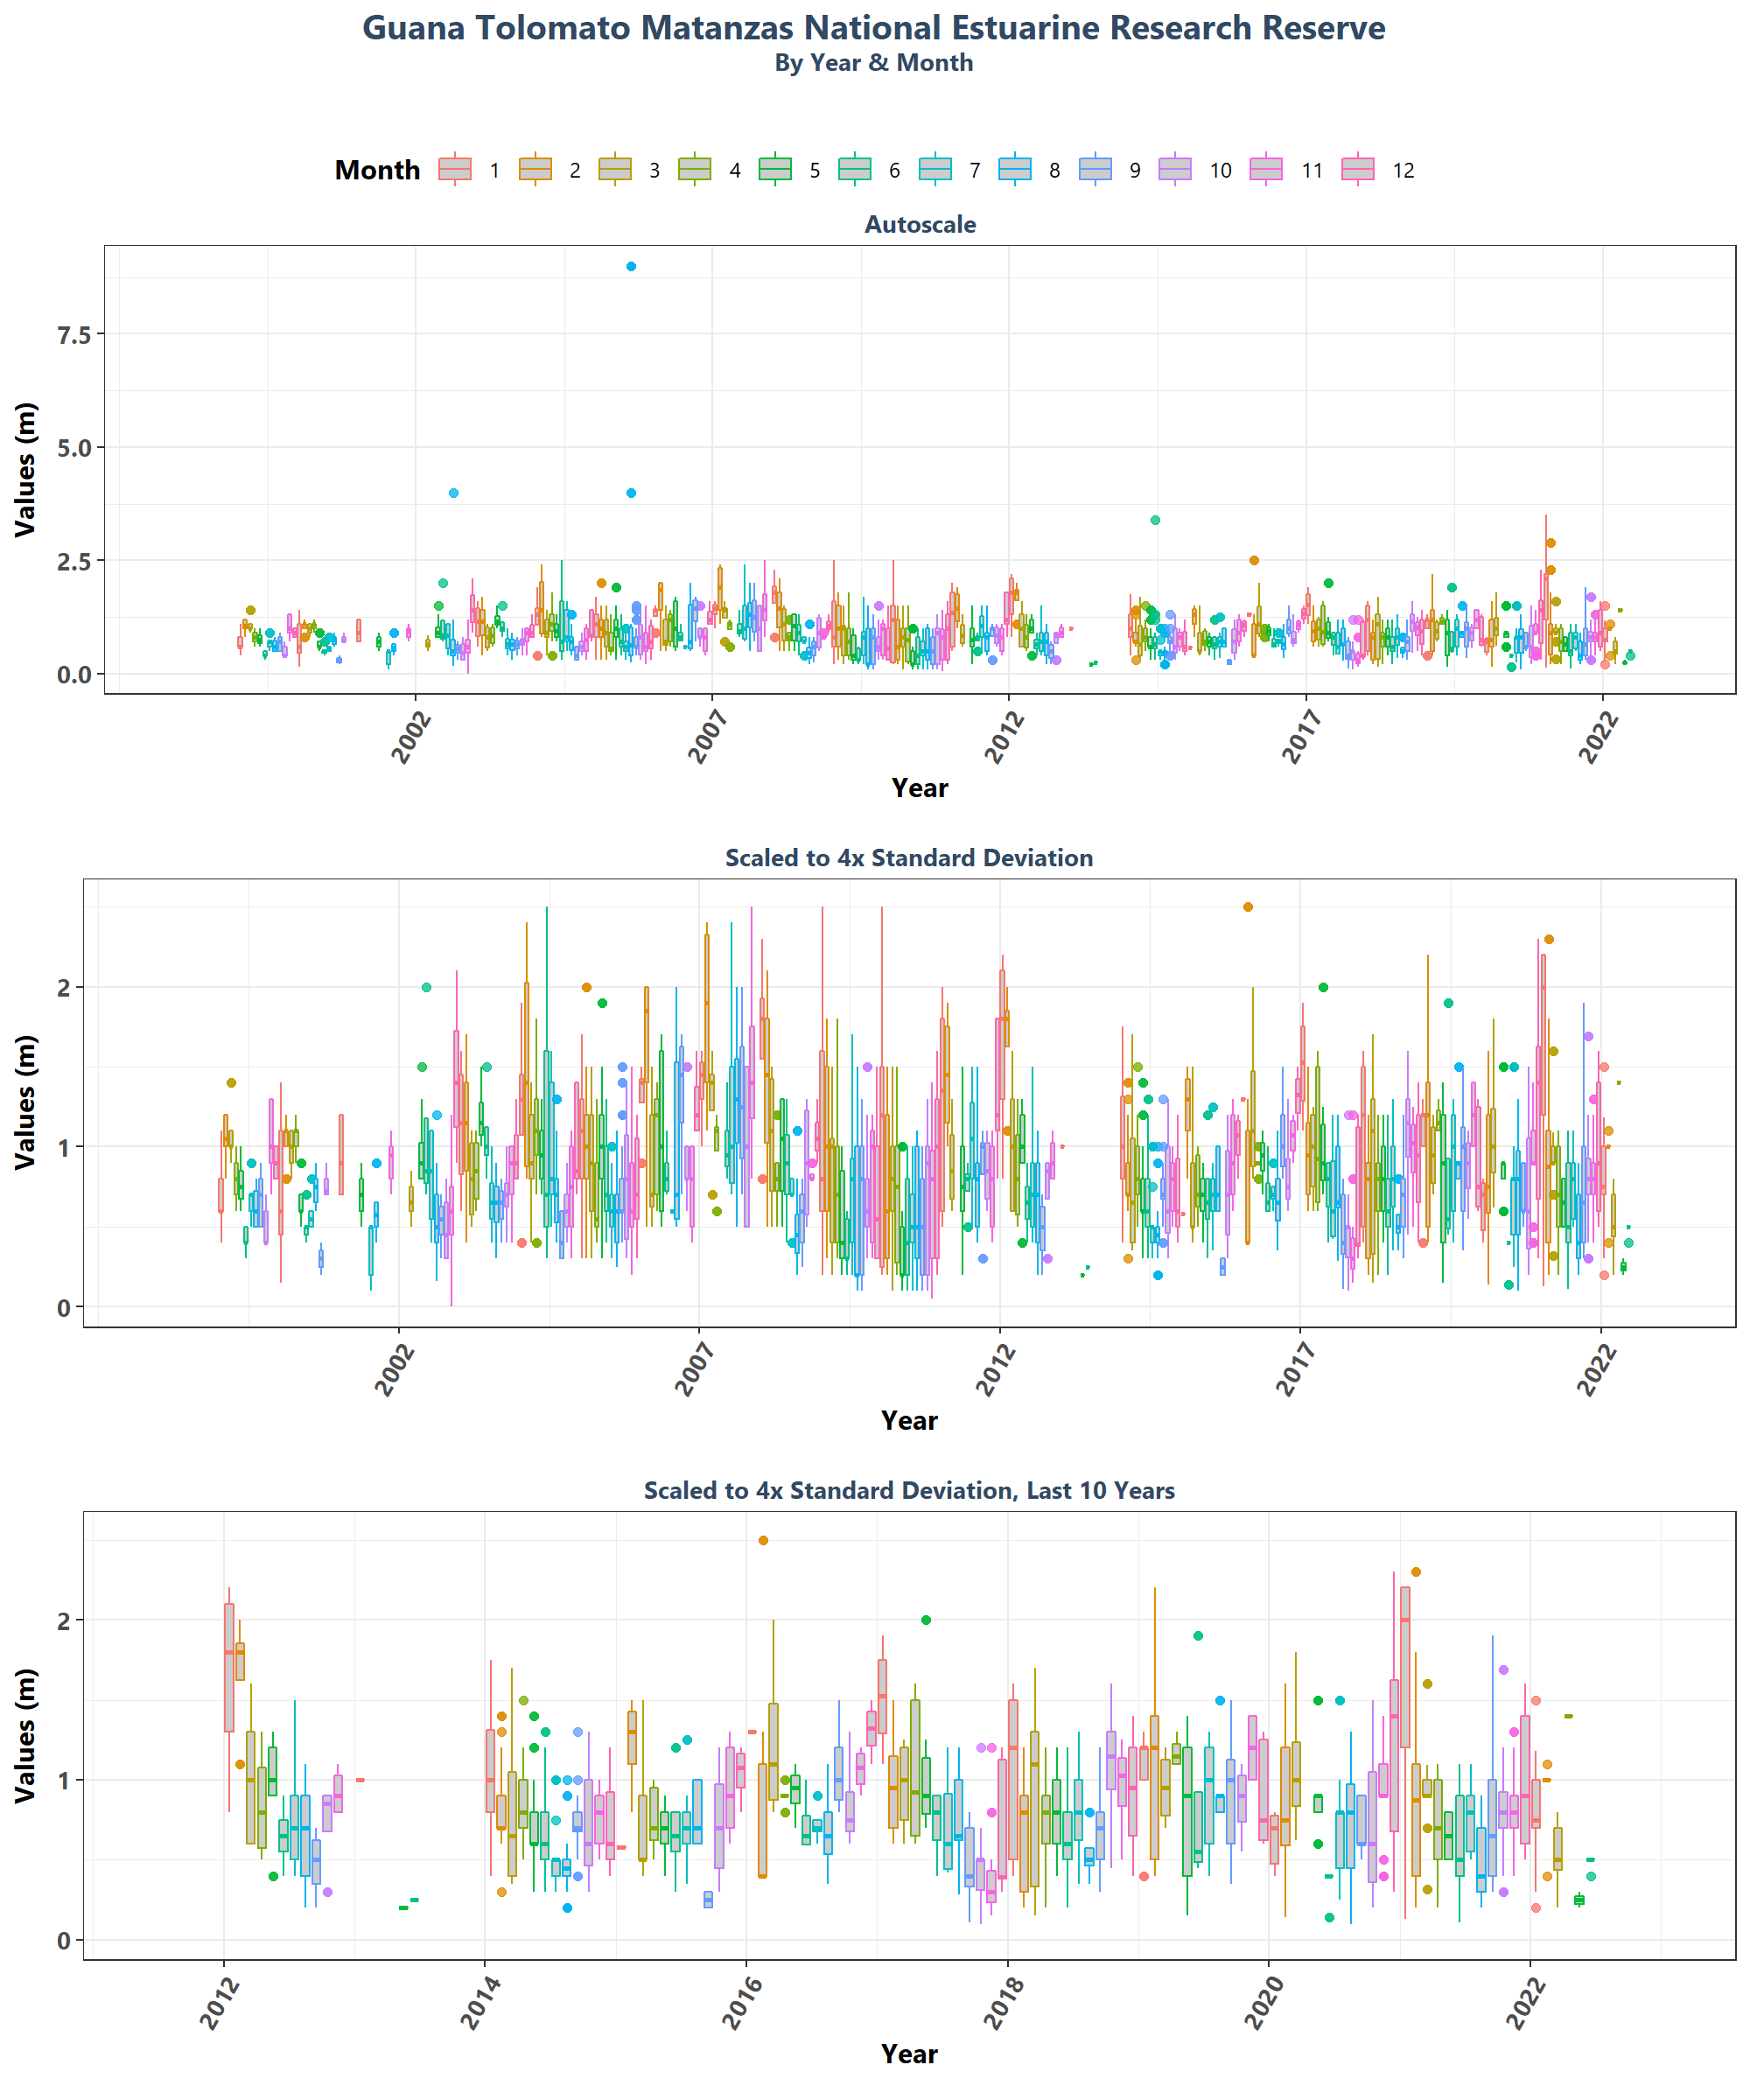 Guana Tolomato Matanzas National Estuarine Research Reserve
By Year & Month
Month 1 2 3 4 5 6 7 8 9 10 11 12
Autoscale
Values (m)
7.5
5.0
2.5
0.0
2002 2007 2012 2017 2022
Year
Scaled to 4x Standard Deviation
Values (m)
2
1
0
2002 2007 2012 2017 2022
Year
Scaled to 4x Standard Deviation, Last 10 Years
Values (m)
2
1
0
2012 2014 2016 2018 2020 2022
Year